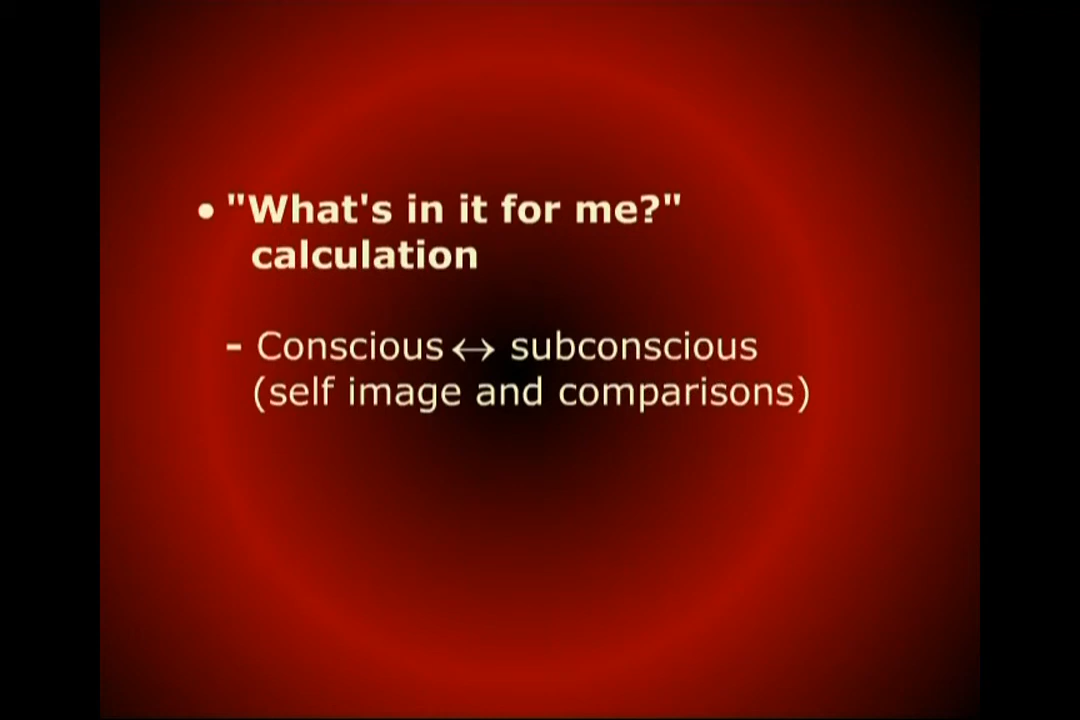 • "What's in it for me?"
calculation
- Conscious ↔ subconscious
(self image and comparisons)